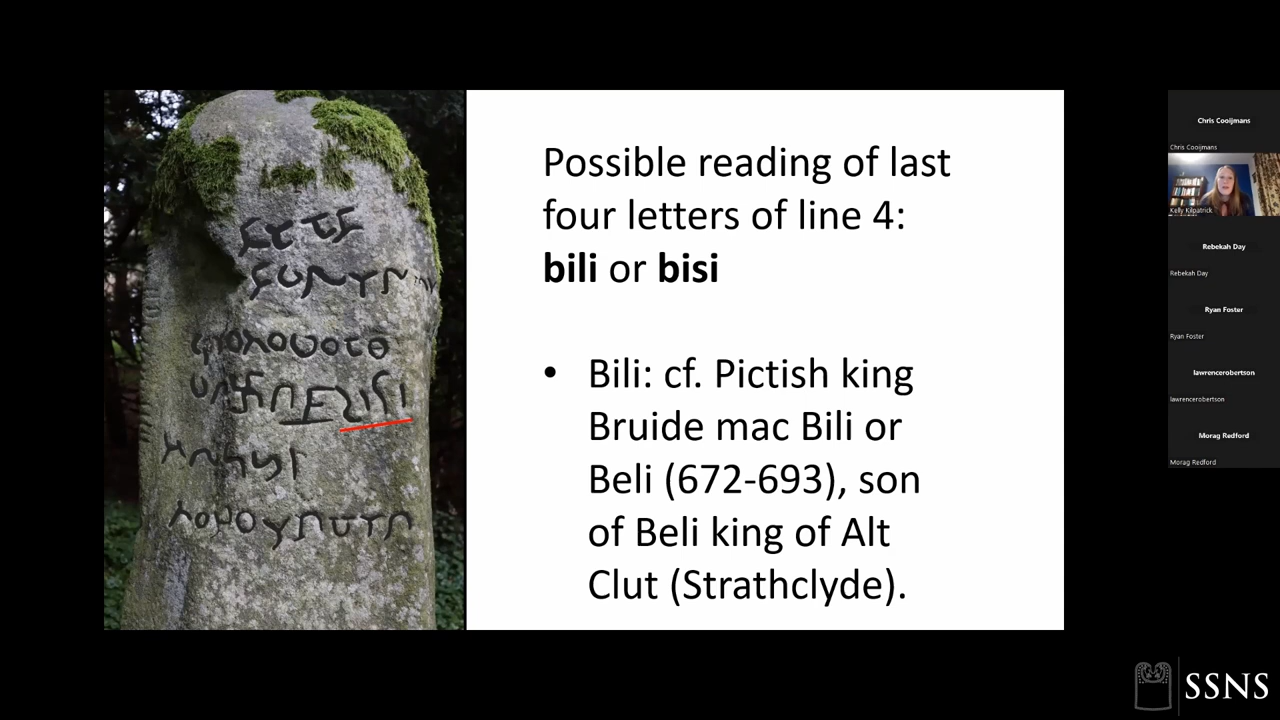 Possible reading of last
four letters of line 4:
bili or bisi
• Bili: cf. Pictish king
Bruide mac Bili or
Beli (672-693), son
of Beli king of Alt
Clut (Strathclyde).
Chris Cooijmans
Chris Cooijmans
Kelly Kilpatrick
Rebekah Day
Rebekah Day
Ryan Foster
Ryan Foster
lawrencerobertson
lawrencerobertson
Morag Redford
Morag Redford
SSNS